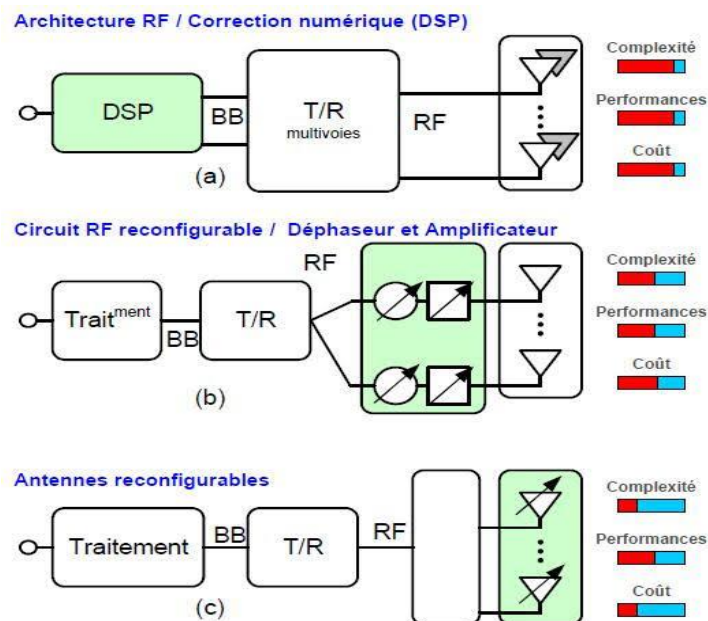 Architecture RF / Correction numérique (DSP)
Complexité
DSP
BB
T/R
multivoies
RF
Performances
Coût
(a)
Circuit RF reconfigurable / Déphaseur et Amplificateur
RF
Complexité
Traitment
BB
T/R
Performances
Coût
(b)
Antennes reconfigurables
Complexité
Traitement
BB
T/R
RF
Performances
Coût
(c)